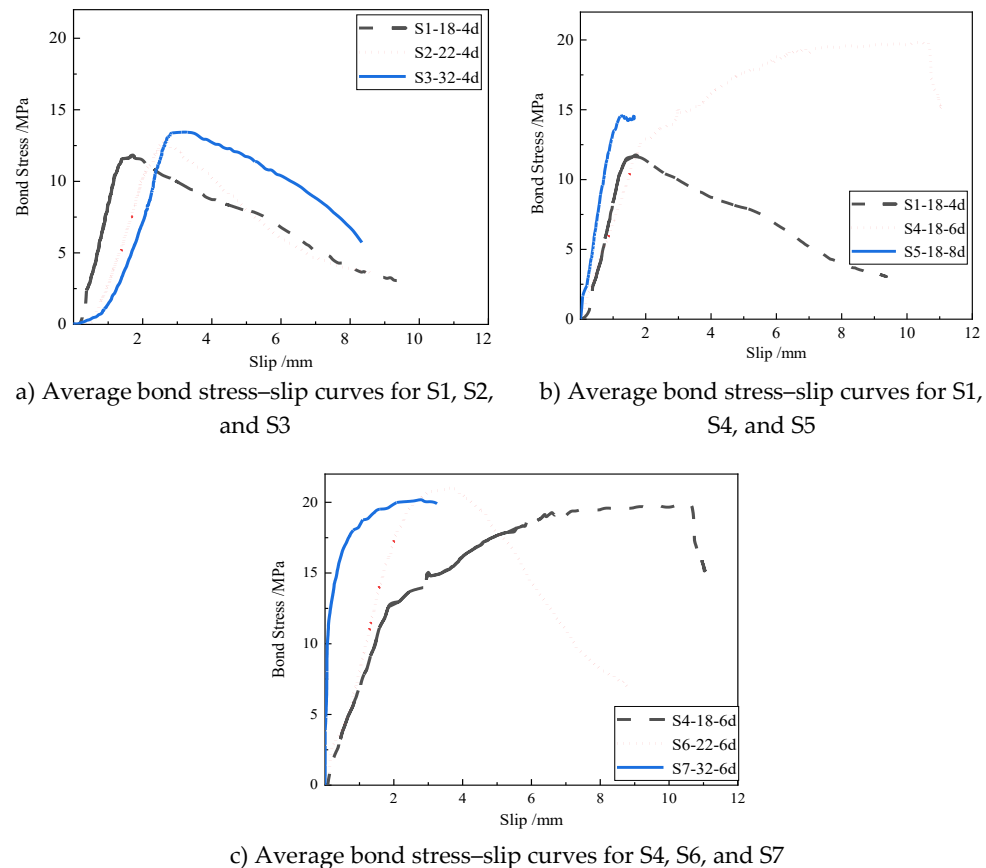 S1-18-4d
S2-22-4d
S3-32-4d
20
15
10
5
0
Bond Stress /MPa
2 4 6 8 10 12
Slip /mm
a) Average bond stress–slip curves for S1, S2,
and S3
S1-18-4d
S4-18-6d
S5-18-8d
20
15
10
5
0
Bond Stress /MPa
2 4 6 8 10 12
Slip /mm
b) Average bond stress–slip curves for S1,
S4, and S5
S4-18-6d
S6-22-6d
S7-32-6d
20
15
10
5
0
Bond Stress /MPa
2 4 6 8 10 12
Slip /mm
c) Average bond stress–slip curves for S4, S6, and S7